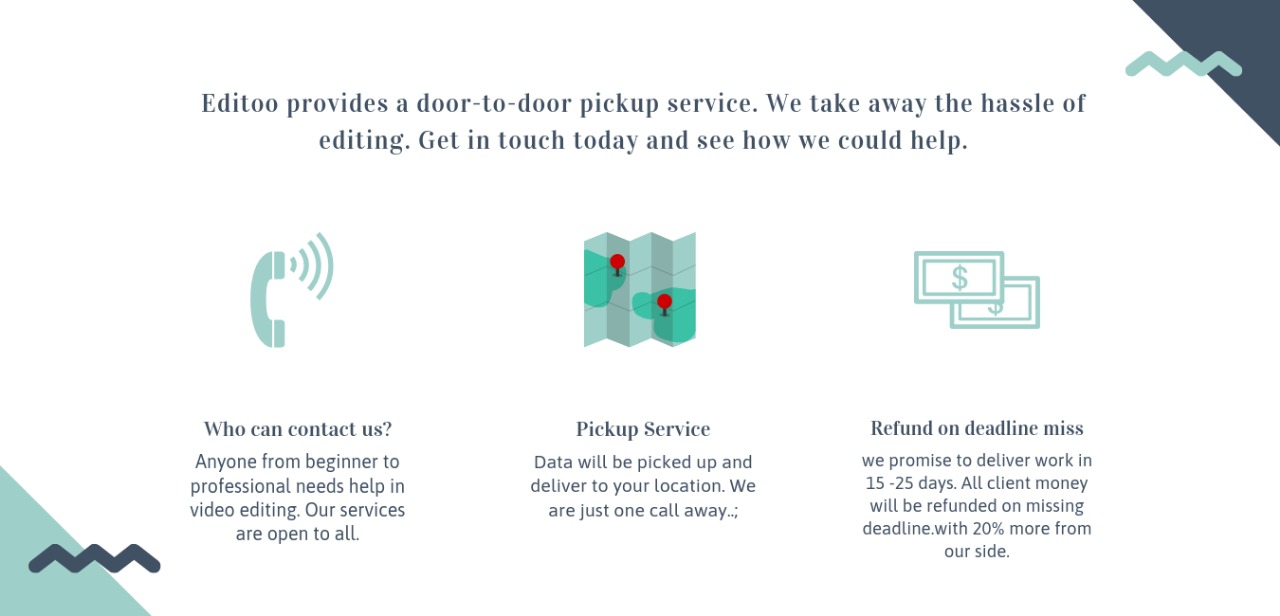 Editoo provides a door-to-door pickup service. We take away the hassle of
editing. Get in touch today and see how we could help.
$
$
Who can contact us?
Anyone from beginner to
professional needs help in
video editing. Our services
are open to all.
Pickup Service
Data will be picked up and
deliver to your location. We
are just one call away..;
Refund on deadline miss
we promise to deliver work in
15 -25 days. All client money
will be refunded on missing
deadline.with 20% more from
our side.